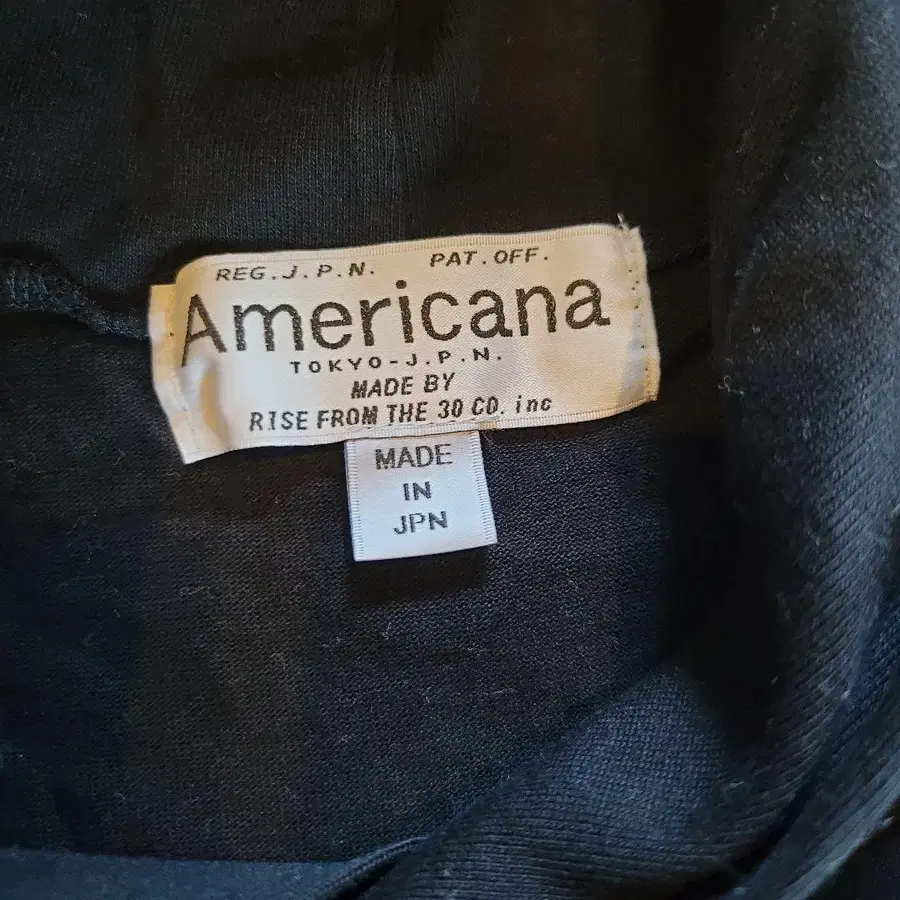 REG.J.P.N. PAT.OFF.
Americana
TOKYO-J.P.N.
MADE BY
RISE FROM THE 30 CO. inc
MADE
IN
JPN